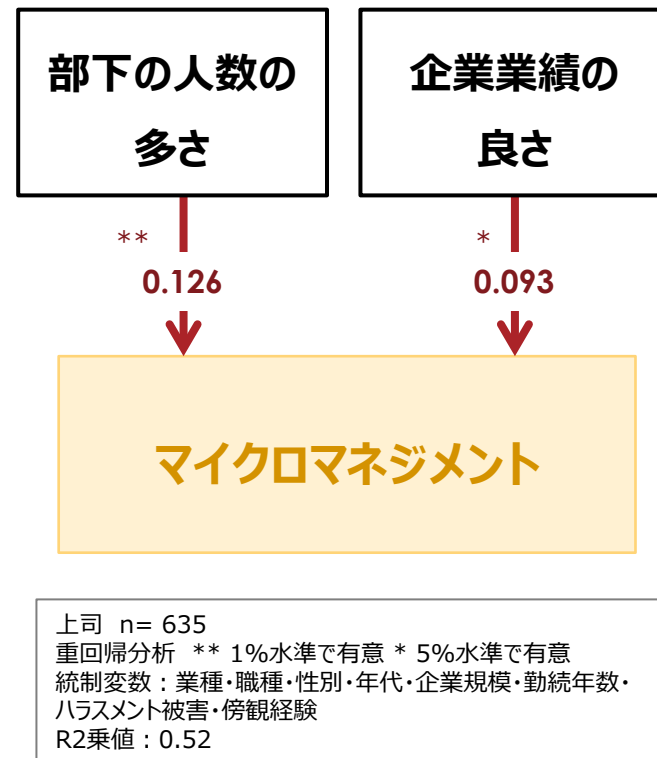 部下の人数の
多さ
企業業績の
良さ
**
0.126
*
0.093
マイクロマネジメント
上司 n= 635
重回帰分析 ** 1%水準で有意 * 5%水準で有意
統制変数：業種・職種・性別・年代・企業規模・勤続年数・
ハラスメント被害・傍観経験
R2乗値：0.52